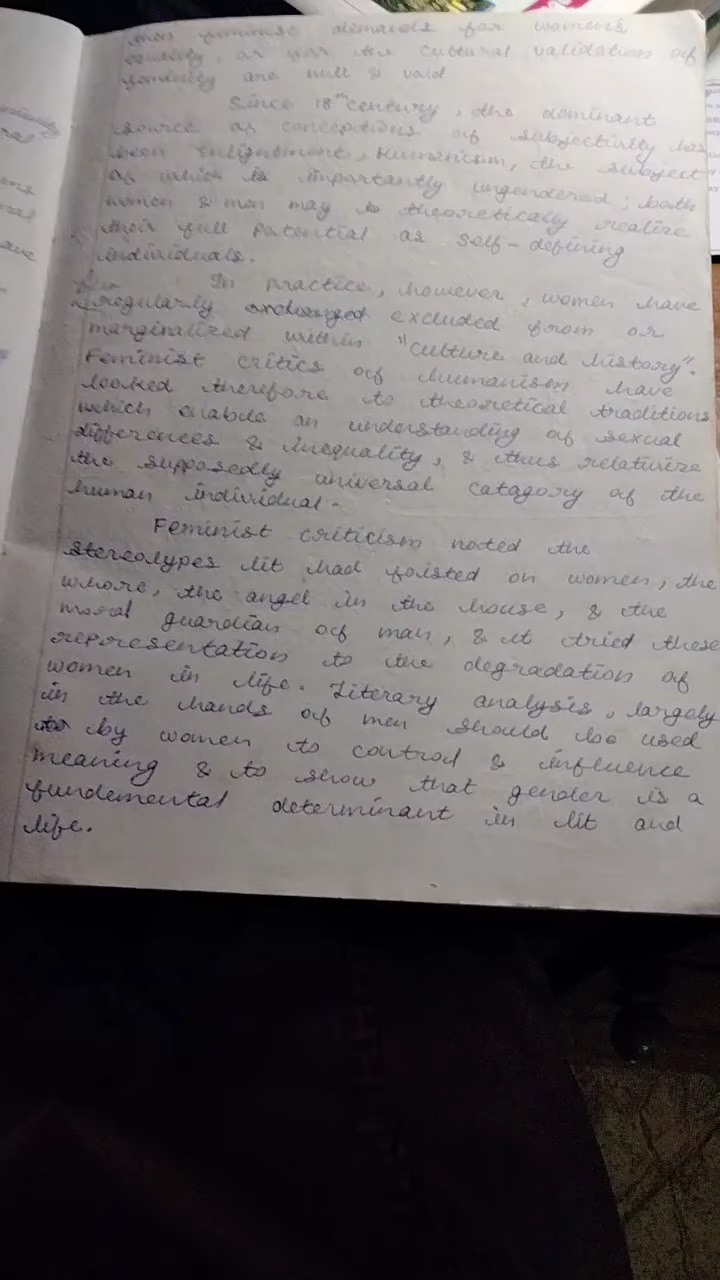 then feminist demands for women's
equality, or for the cultural validation of
are null & void
Since 18th century, the dominant
source of conceptions of subjectivity has
been Enlightment, Humanism, the subject
of which is importantly ungendered; both
women & men may to theoretically realize
their full potential as self-defining
individuals.
In practice, however, women have
regularly exchanged excluded from or
marginalized within "culture and history".
Feminist critics of humanism have
looked therefore to theoretical traditions
which enable an understanding of sexual
differences & inequality, & thus relativize
the supposedly universal catagory of the
human individual.
Feminist criticism noted the
stereotypes lit had foisted on women, the
whore, the angel in the house, & the
moral guardian of man, & it tried these
representation to the degradation of
women in life. Literary analysis, largely
in the hands of men should be used
by women to control & influence
meaning & to show that gender is a
fundemental determinant in lit and
life.